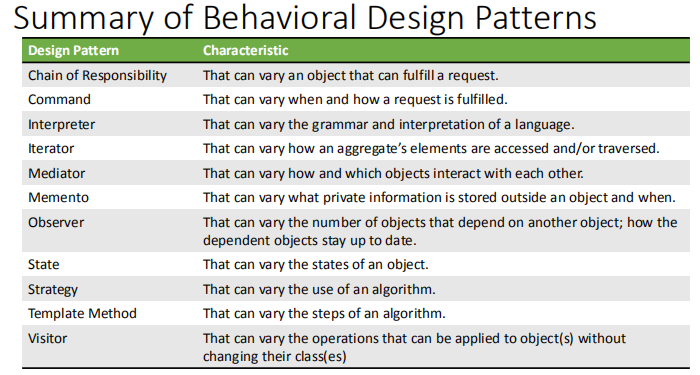 Summary of Behavioral Design Patterns
Design Pattern Characteristic
Chain of Responsibility That can vary an object that can fulfill a request.
Command That can vary when and how a request is fulfilled.
Interpreter That can vary the grammar and interpretation of a language.
Iterator That can vary how an aggregate’s elements are accessed and/or traversed.
Mediator That can vary how and which objects interact with each other.
Memento That can vary what private information is stored outside an object and when.
Observer That can vary the number of objects that depend on another object; how the
dependent objects stay up to date.
State That can vary the states of an object.
Strategy That can vary the use of an algorithm.
Template Method That can vary the steps of an algorithm.
Visitor That can vary the operations that can be applied to object(s) without
changing their class(es)